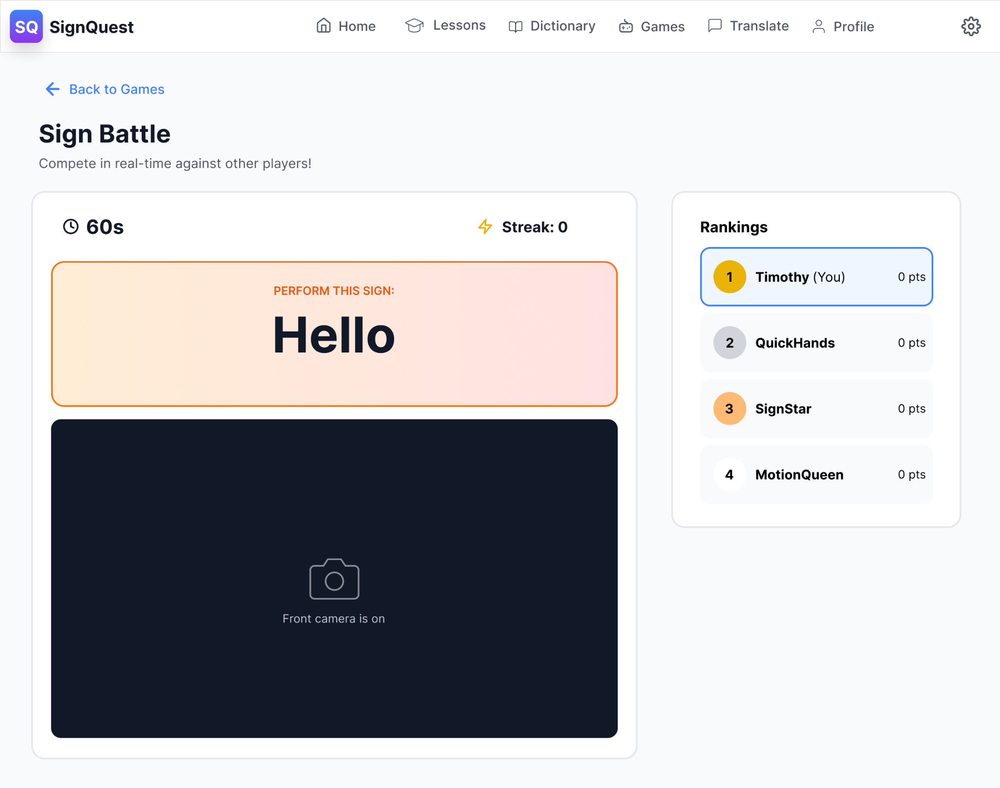 SQ SignQuest
Home
Lessons
Dictionary
Games
Translate
Profile
Back to Games
Sign Battle
Compete in real-time against other players!
60s
Streak: 0
PERFORM THIS SIGN:
Hello
Front camera is on
Rankings
1 Timothy (You) 0 pts
2 QuickHands 0 pts
3 SignStar 0 pts
4 MotionQueen 0 pts